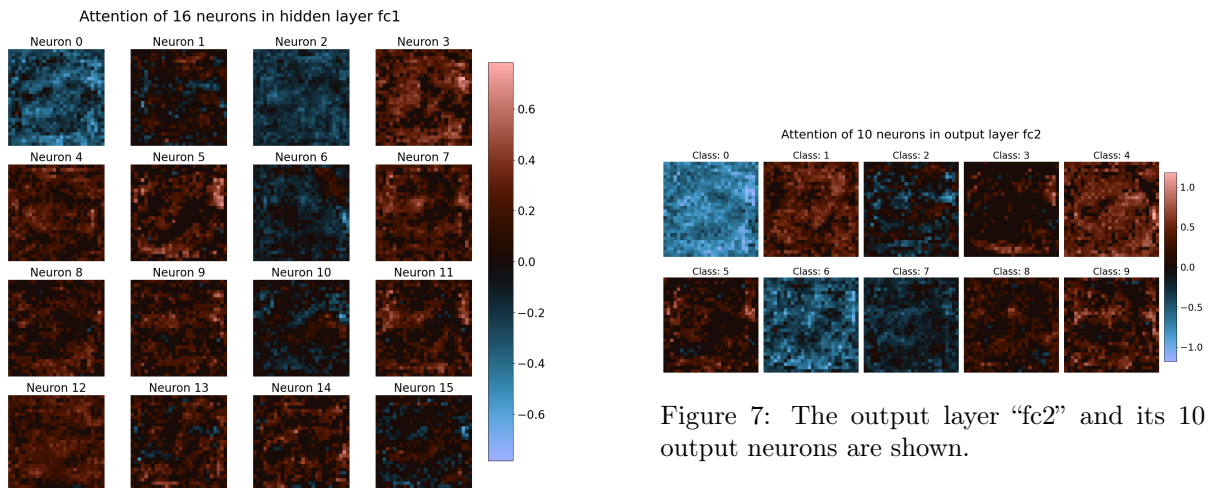 Attention of 16 neurons in hidden layer fc1
Neuron 0 Neuron 1 Neuron 2 Neuron 3
Neuron 4 Neuron 5 Neuron 6 Neuron 7
Neuron 8 Neuron 9 Neuron 10 Neuron 11
Neuron 12 Neuron 13 Neuron 14 Neuron 15
0.6
0.4
0.2
0.0
−0.2
−0.4
−0.6
Attention of 10 neurons in output layer fc2
Class: 0 Class: 1 Class: 2 Class: 3 Class: 4
Class: 5 Class: 6 Class: 7 Class: 8 Class: 9
1.0
0.5
0.0
−0.5
−1.0
Figure 7: The output layer “fc2” and its 10
output neurons are shown.